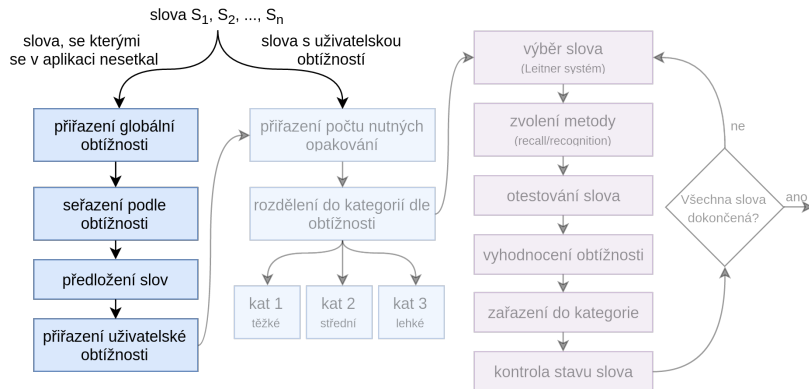 slova S1, S2, ..., Sn
slova, se kterými
se v aplikaci nesetkal
slova s uživatelskou
obtížností
přiřazení globální
obtížnosti
seřazení podle
obtížnosti
předložení slov
přiřazení uživatelské
obtížnosti
přiřazení počtu nutných
opakování
rozdělení do kategorií dle
obtížnosti
kat 1
těžké
kat 2
střední
kat 3
lehké
výběr slova
(Leitner systém)
zvolení metody
(recall/recognition)
otestování slova
vyhodnocení obtížnosti
zařazení do kategorie
kontrola stavu slova
ne
Všechna slova
dokončená?
ano